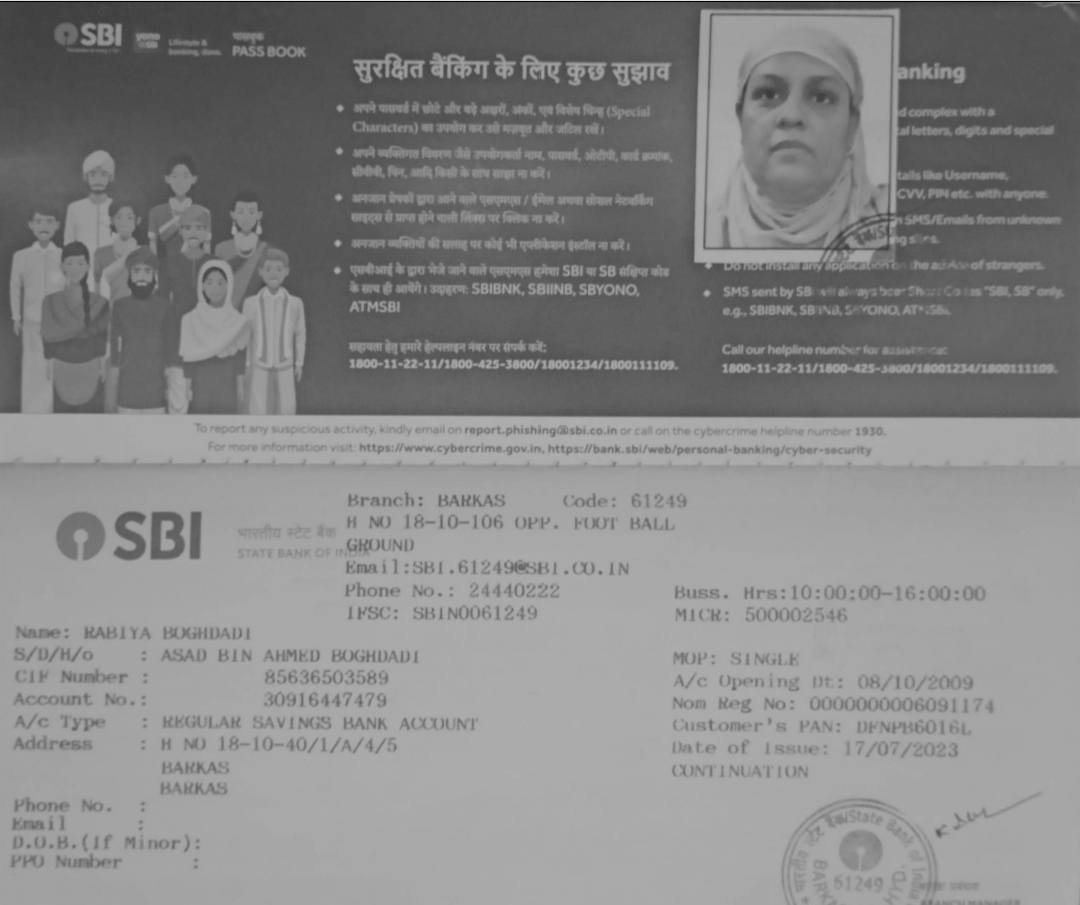 SBI
yono SBI
Lifestyle & banking, dono.
पासबुक
PASS BOOK
सुरक्षित बैंकिंग के लिए कुछ सुझाव
अपने पासवर्ड में छोटे और बड़े अक्षरों, अंकों, एवं विशेष चिन्ह (Special
Characters) का उपयोग कर उसे मजबूत और जटिल रखें।
अपने व्यक्तिगत विवरण जैसे उपयोगकर्ता नाम, पासवर्ड, ओटीपी, कार्ड क्रमांक,
सीवीवी, पिन, आदि किसी के साथ साझा ना करें।
अनजान प्रेषकों द्वारा आने वाले एसएमएस / ईमेल अथवा सोशल नेटवर्किंग
साइट्स से प्राप्त होने वाली लिंक्स पर क्लिक ना करें।
अनजान व्यक्तियों की सलाह पर कोई भी एप्लीकेशन इंस्टॉल ना करें।
एसबीआई के द्वारा भेजे जाने वाले एसएमएस हमेशा SBI या SB संक्षिप्त कोड
के साथ ही आयेंगे। उदाहरण: SBIBNK, SBIINB, SBYONO,
ATMSBI
सहायता हेतु हमारे हेल्पलाइन नंबर पर संपर्क करें:
1800-11-22-11/1800-425-3800/18001234/1800111109.
anking
d complex with a
al letters, digits and special
tails like Username,
CVV, PIN etc. with anyone.
n SMS/Emails from unknown
ng sites.
Do not install any application on the advice of strangers.
SMS sent by SBI will always bear Short Codes "SBI, SB" only,
e.g., SBIBNK, SBIINB, SBYONO, ATMSBI.
Call our helpline number for assistance:
1800-11-22-11/1800-425-3800/18001234/1800111109.
To report any suspicious activity, kindly email on report.phishing@sbi.co.in or call on the cybercrime helpline number 1930.
For more information visit: https://www.cybercrime.gov.in, https://bank.sbi/web/personal-banking/cyber-security
SBI
भारतीय स्टेट बैंक
STATE BANK OF INDIA
Branch: BARKAS Code: 61249
H NO 18-10-106 OPP. FOOT BALL
GROUND
Email:SBI.61249@SBI.CO.IN
Phone No.: 24440222
IFSC: SBIN0061249
Buss. Hrs:10:00:00-16:00:00
MICR: 500002546
Name: RABIYA BOGHDADI
S/D/H/o : ASAD BIN AHMED BOGHDADI
CIF Number : 85636503589
Account No.: 30916447479
A/c Type : REGULAR SAVINGS BANK ACCOUNT
Address : H NO 18-10-40/1/A/4/5
BARKAS
BARKAS
Phone No. :
Email :
D.O.B.(If Minor):
PPO Number :
MOP: SINGLE
A/c Opening Dt.: 08/10/2009
Nom Reg No: 0000000006091174
Customer's PAN: DFNPB6016L
Date of Issue: 17/07/2023
CONTINUATION
भारतीय स्टेट बैंक/State Bank of India
61249
BRANCH MANAGER